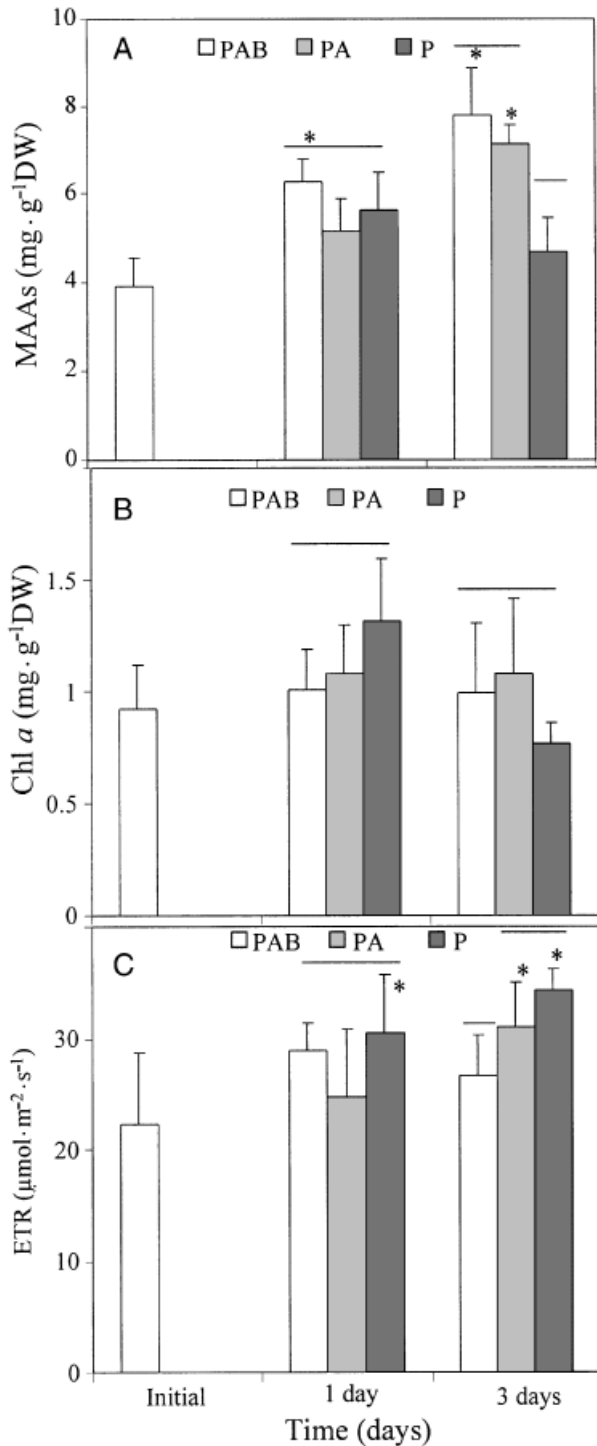 10
A
PAB PA P
*
*
*
8
6
4
2
0
MAAs (mg · g⁻¹DW)
B
PAB PA P
1.5
1
0.5
0
Chl a (mg · g⁻¹DW)
C
PAB PA P
*
*
*
30
20
10
0
ETR (µmol · m⁻² · s⁻¹)
Initial 1 day 3 days
Time (days)